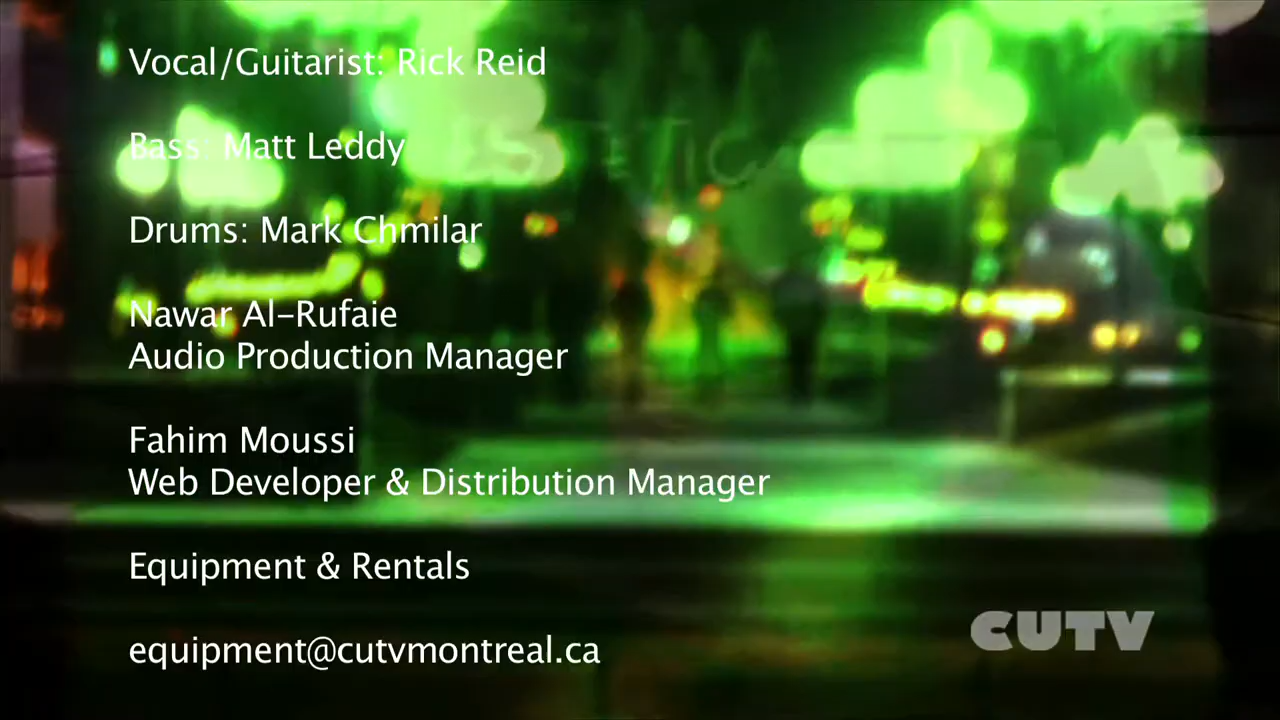 Vocal/Guitarist: Rick Reid
Bass: Matt Leddy
Drums: Mark Chmilar
Nawar Al-Rufaie
Audio Production Manager
Fahim Moussi
Web Developer & Distribution Manager
Equipment & Rentals
equipment@cutvmontreal.ca
CUTV